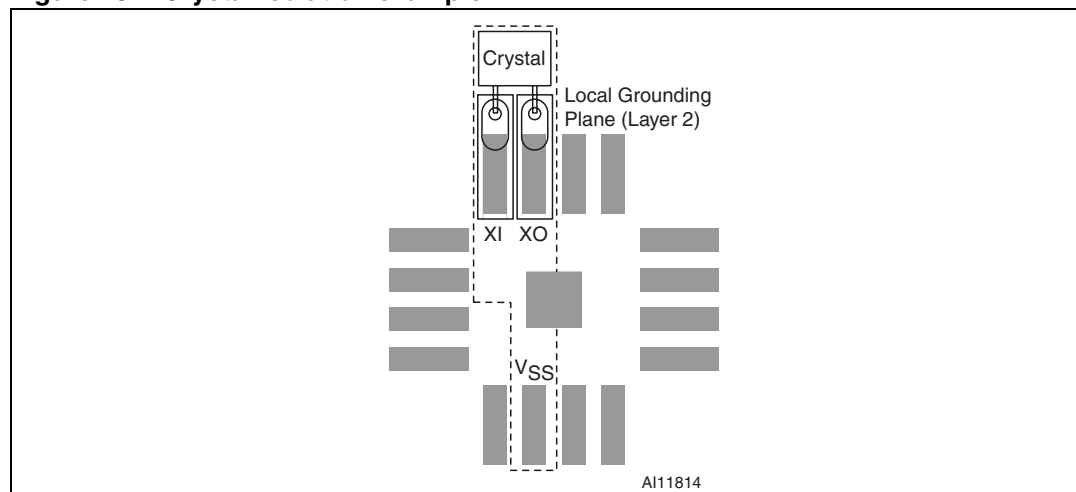 Crystal
Local Grounding
Plane (Layer 2)
XI XO
VSS
AI11814